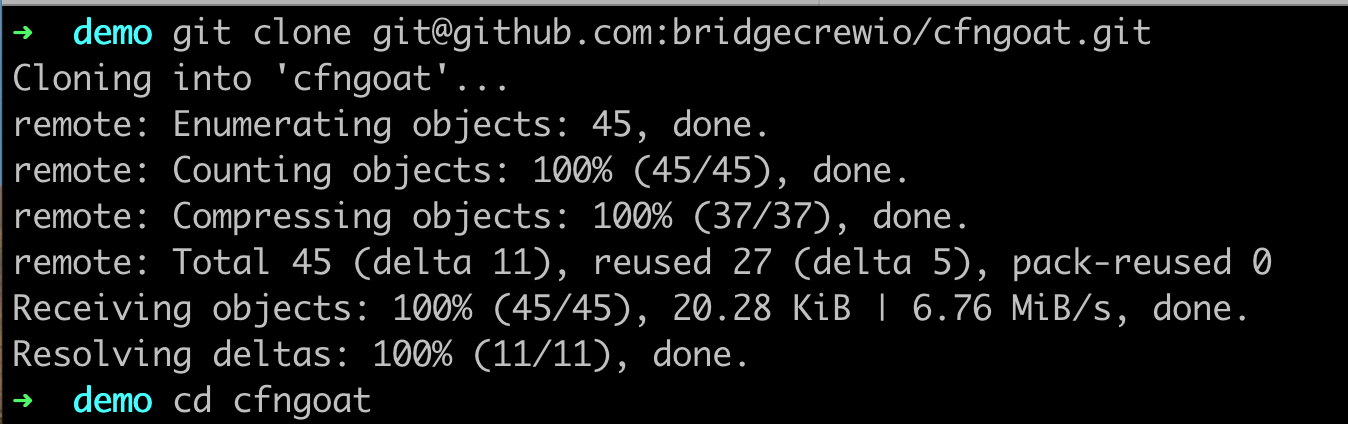 ➜  demo git clone git@github.com:bridgecrewio/cfngoat.git
Cloning into 'cfngoat'...
remote: Enumerating objects: 45, done.
remote: Counting objects: 100% (45/45), done.
remote: Compressing objects: 100% (37/37), done.
remote: Total 45 (delta 11), reused 27 (delta 5), pack-reused 0
Receiving objects: 100% (45/45), 20.28 KiB | 6.76 MiB/s, done.
Resolving deltas: 100% (11/11), done.
➜  demo cd cfngoat